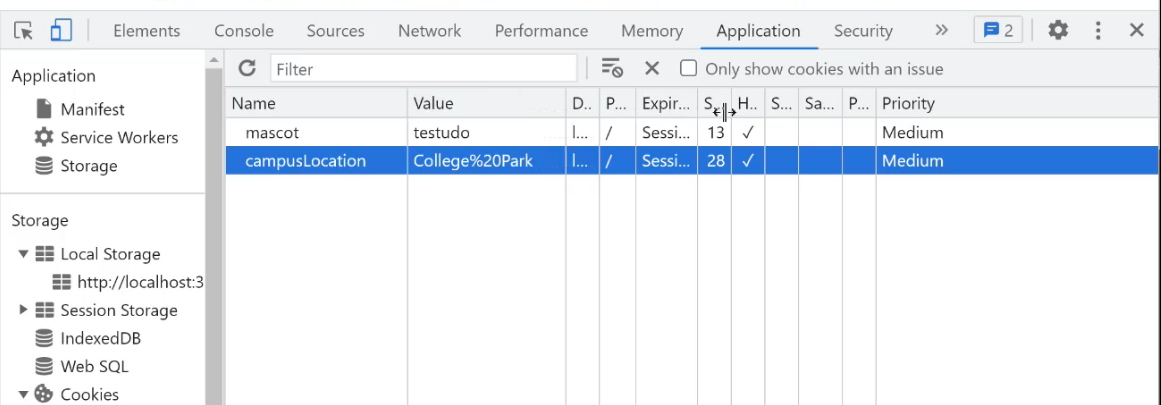 Elements Console Sources Network Performance Memory Application Security » 2
Application
Manifest
Service Workers
Storage
Storage
Local Storage
http://localhost:3
Session Storage
IndexedDB
Web SQL
Cookies
Filter Only show cookies with an issue
Name Value D.. P... Expir... S.. H.. S... Sa... P... Priority
mascot testudo l... / Sessi... 13 ✓ Medium
campusLocation College%20Park l... / Sessi... 28 ✓ Medium